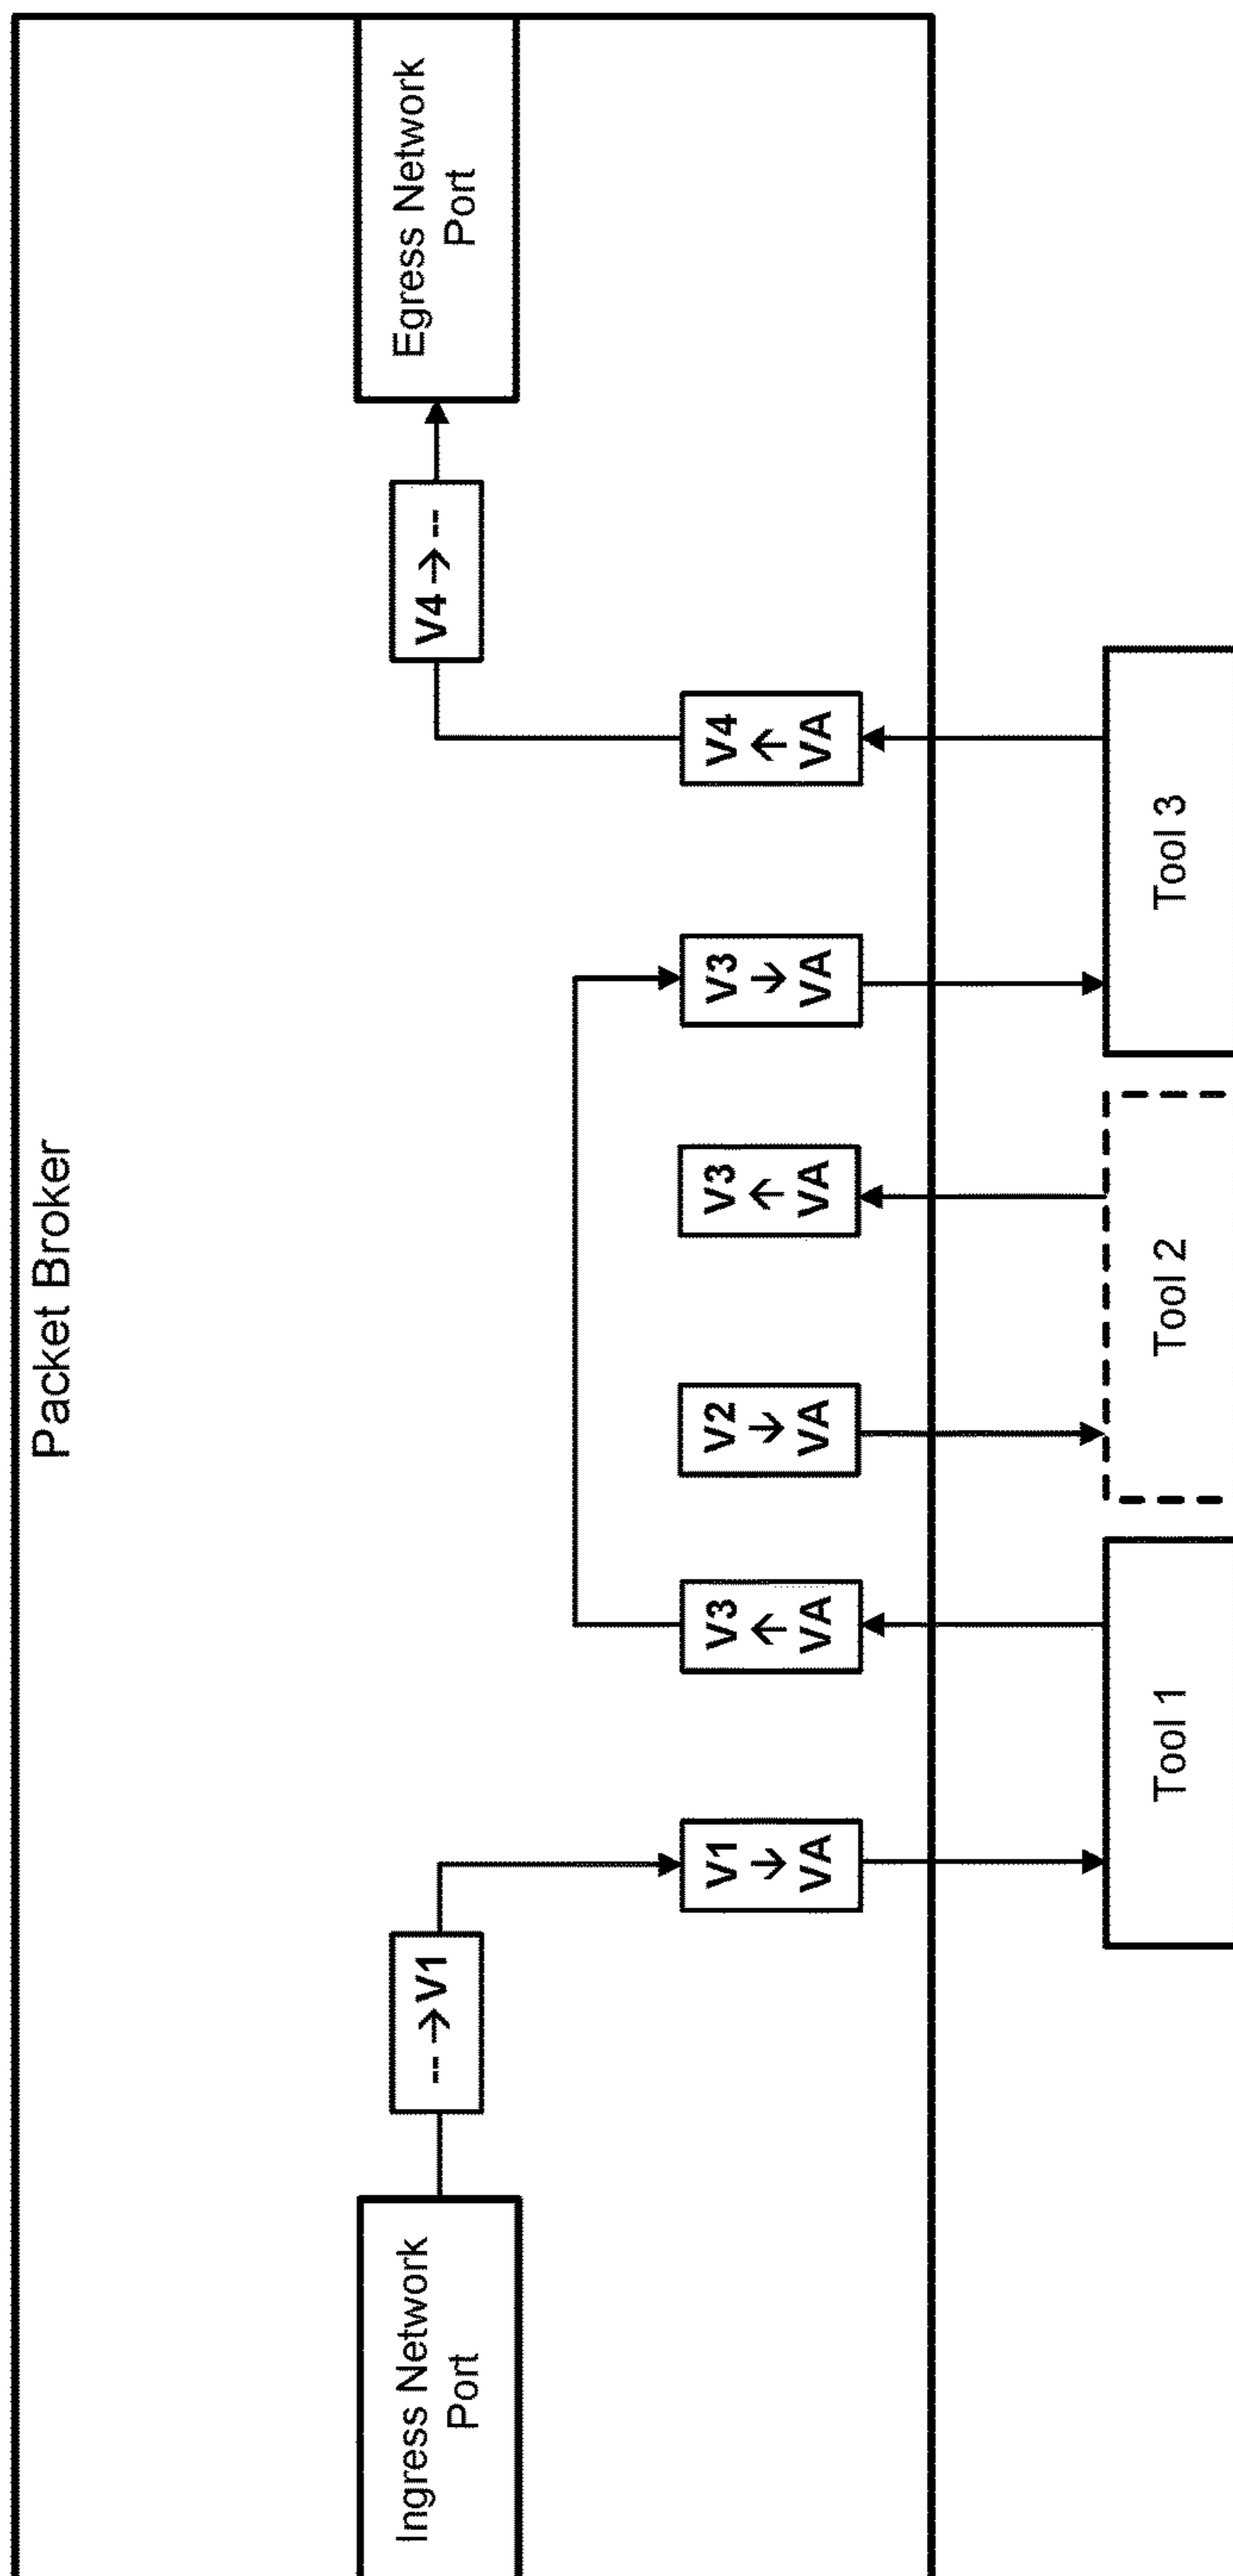 Packet Broker
Ingress Network
Port
-- → V1
V4 → --
Egress Network
Port
V1
↓
VA
V3
↑
VA
V2
↓
VA
V3
↑
VA
V3
↓
VA
V4
↑
VA
Tool 1
Tool 2
Tool 3